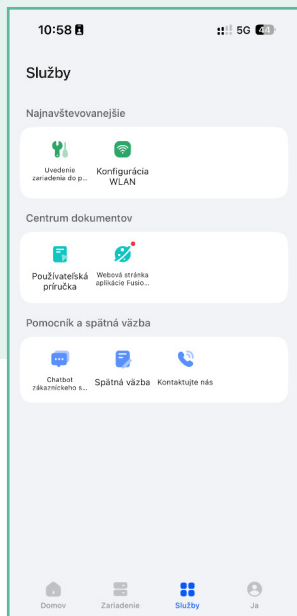 10:58 5G 44
Služby
Najnavštevovanejšie
Uvedenie
zariadenia do p...
Konfigurácia
WLAN
Centrum dokumentov
Používateľská
príručka
Webová stránka
aplikácie Fusio...
Pomocník a spätná väzba
Chatbot
zákazníckeho s...
Spätná väzba
Kontaktujte nás
Domov Zariadenie Služby Ja